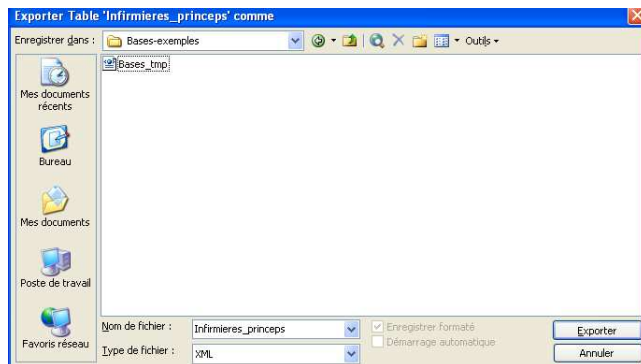 Exporter Table 'Infirmieres_princeps' comme
Enregistrer dans :
Bases-exemples
Outils
Bases_tmp
Mes documents
récents
Bureau
Mes documents
Poste de travail
Favoris réseau
Nom de fichier :
Infirmieres_princeps
Enregistrer formaté
Exporter
Démarrage automatique
Type de fichier :
XML
Annuler